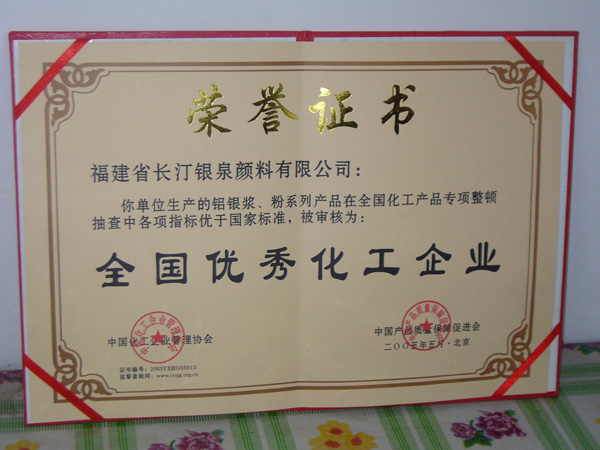 荣誉证书
福建省长汀银泉颜料有限公司：
你单位生产的铝银浆、粉系列产品在全国化工产品专项整顿
抽查中各项指标优于国家标准，被审核为：
全国优秀化工企业
中国化工企业管理协会
中国产品质量保障促进会
二〇〇五年五月·北京
证书编号：2005YXHG05013